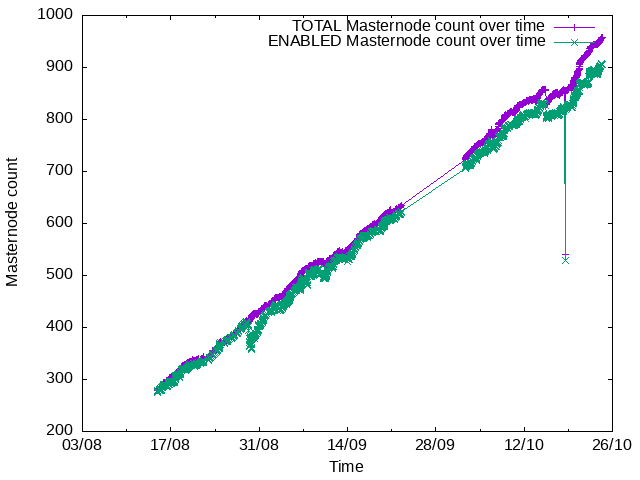 TOTAL Masternode count over time
ENABLED Masternode count over time
1000
900
800
700
600
500
400
300
200
Masternode count
03/08 17/08 31/08 14/09 28/09 12/10 26/10
Time